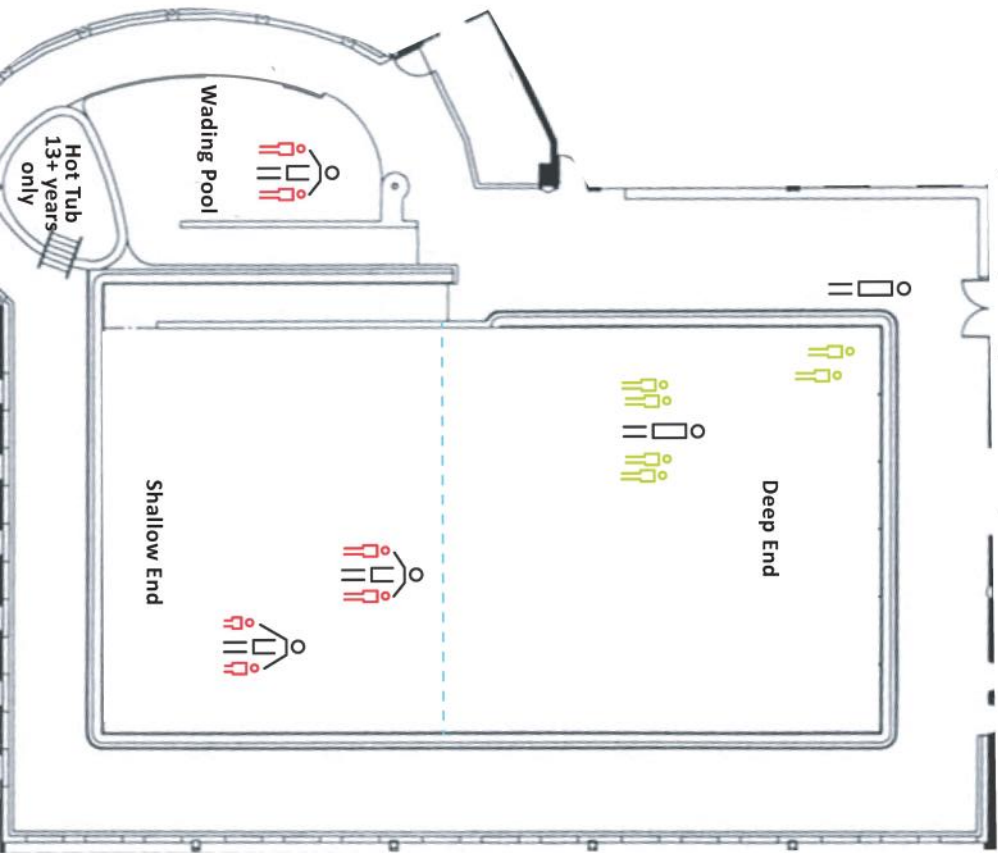 Wading Pool
Hot Tub
13+ years
only
Deep End
Shallow End